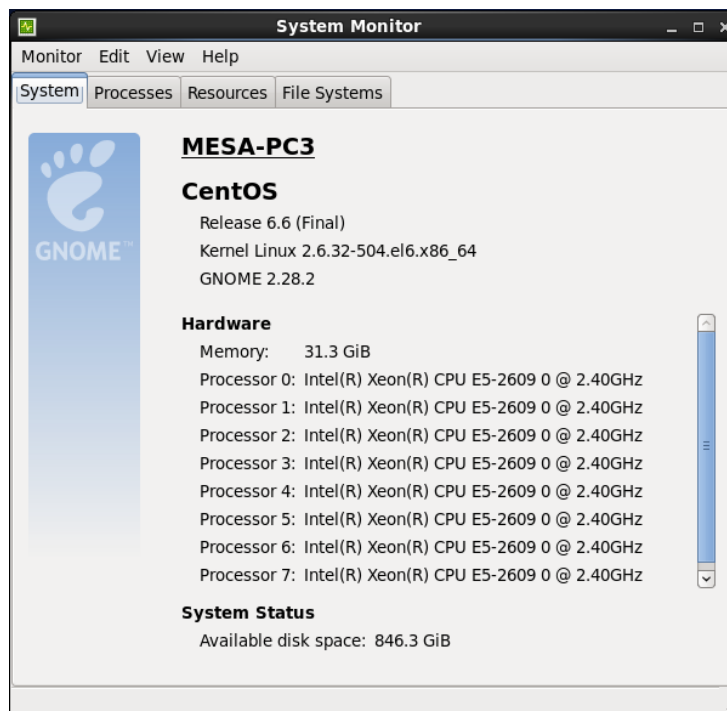 System Monitor
Monitor Edit View Help
System Processes Resources File Systems
GNOME™
MESA-PC3
CentOS
Release 6.6 (Final)
Kernel Linux 2.6.32-504.el6.x86_64
GNOME 2.28.2
Hardware
Memory: 31.3 GiB
Processor 0: Intel(R) Xeon(R) CPU E5-2609 0 @ 2.40GHz
Processor 1: Intel(R) Xeon(R) CPU E5-2609 0 @ 2.40GHz
Processor 2: Intel(R) Xeon(R) CPU E5-2609 0 @ 2.40GHz
Processor 3: Intel(R) Xeon(R) CPU E5-2609 0 @ 2.40GHz
Processor 4: Intel(R) Xeon(R) CPU E5-2609 0 @ 2.40GHz
Processor 5: Intel(R) Xeon(R) CPU E5-2609 0 @ 2.40GHz
Processor 6: Intel(R) Xeon(R) CPU E5-2609 0 @ 2.40GHz
Processor 7: Intel(R) Xeon(R) CPU E5-2609 0 @ 2.40GHz
System Status
Available disk space: 846.3 GiB